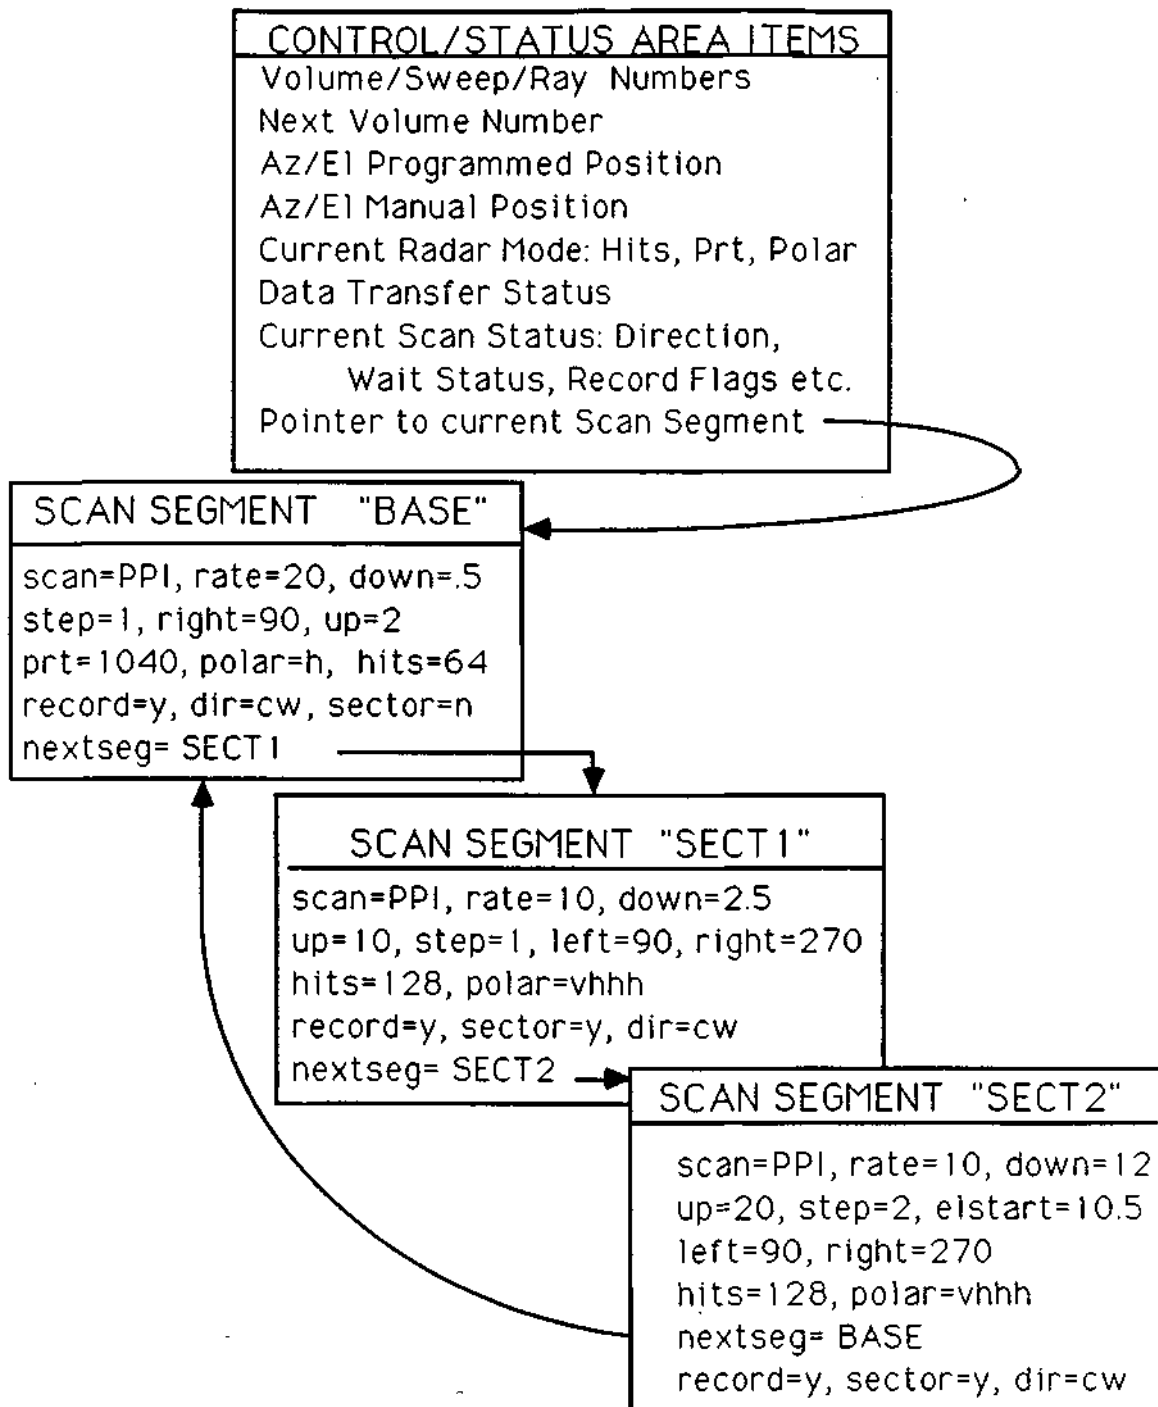 CONTROL/STATUS AREA ITEMS
Volume/Sweep/Ray Numbers
Next Volume Number
Az/El Programmed Position
Az/El Manual Position
Current Radar Mode: Hits, Prt, Polar
Data Transfer Status
Current Scan Status: Direction,
Wait Status, Record Flags etc.
Pointer to current Scan Segment
SCAN SEGMENT "BASE"
scan=PPI, rate=20, down=.5
step=1, right=90, up=2
prt=1040, polar=h, hits=64
record=y, dir=cw, sector=n
nextseg= SECT1
SCAN SEGMENT "SECT1"
scan=PPI, rate=10, down=2.5
up=10, step=1, left=90, right=270
hits=128, polar=vhhh
record=y, sector=y, dir=cw
nextseg= SECT2
SCAN SEGMENT "SECT2"
scan=PPI, rate=10, down=12
up=20, step=2, elstart=10.5
left=90, right=270
hits=128, polar=vhhh
nextseg= BASE
record=y, sector=y, dir=cw